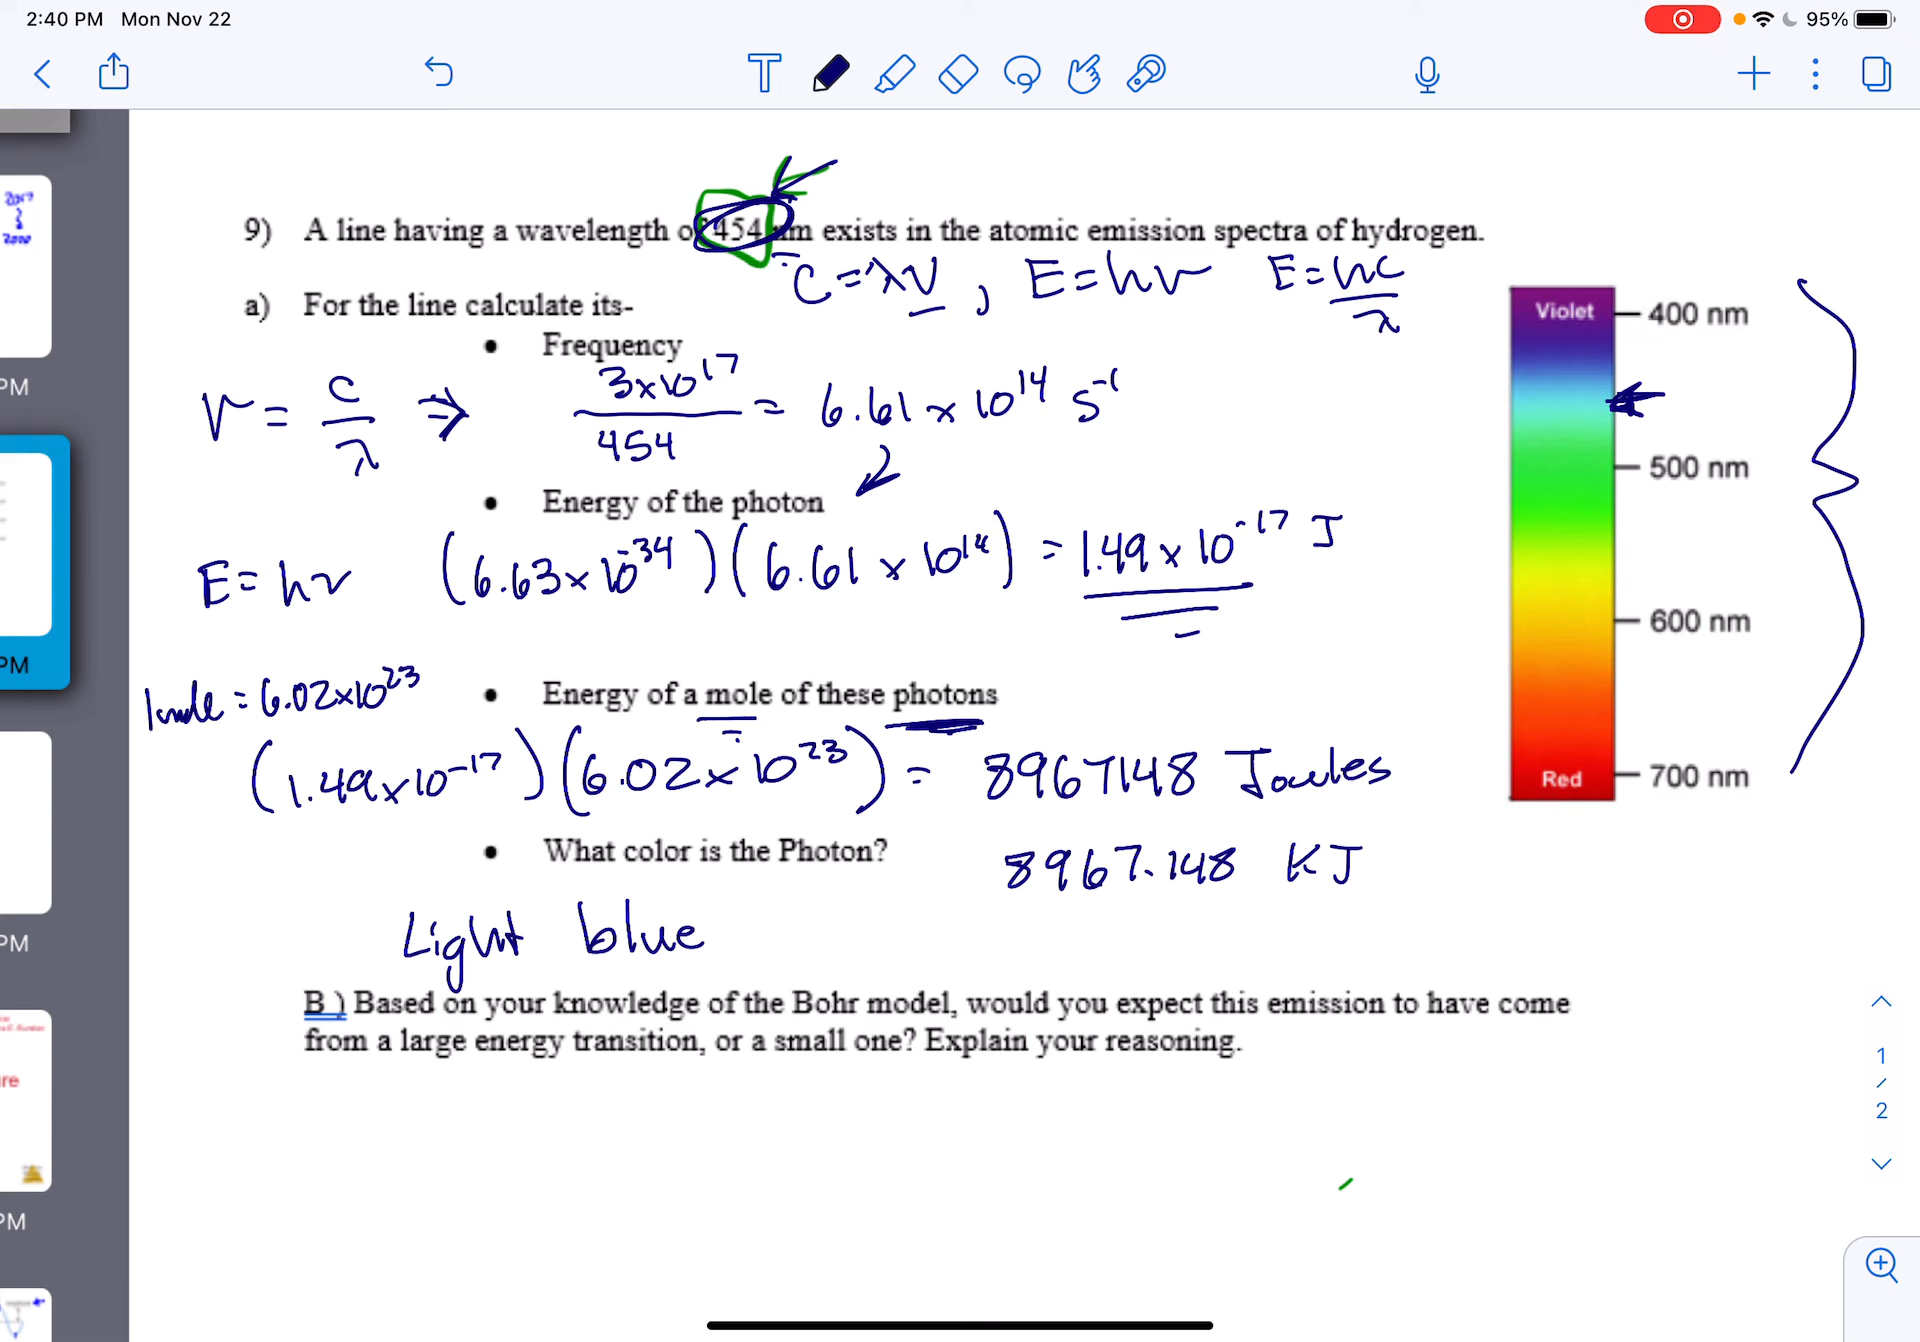 2:40 PM Mon Nov 22
95%
9) A line having a wavelength of 454 nm exists in the atomic emission spectra of hydrogen.
C = λν , E = hν E = hc/λ
a) For the line calculate its-
• Frequency
ν = c/λ ⇒ 3x10^17/454 = 6.61 x 10^14 s^-1
• Energy of the photon
E = hν (6.63 x 10^-34)(6.61 x 10^14) = 1.49 x 10^-17 J
1 mole = 6.02x10^23
• Energy of a mole of these photons
(1.49x10^-17)(6.02x10^23) = 8967148 Joules
• What color is the Photon?
8967.148 KJ
Light blue
B.) Based on your knowledge of the Bohr model, would you expect this emission to have come
from a large energy transition, or a small one? Explain your reasoning.
Violet
400 nm
500 nm
600 nm
Red
700 nm
PM
PM
PM
re
PM
1
/
2